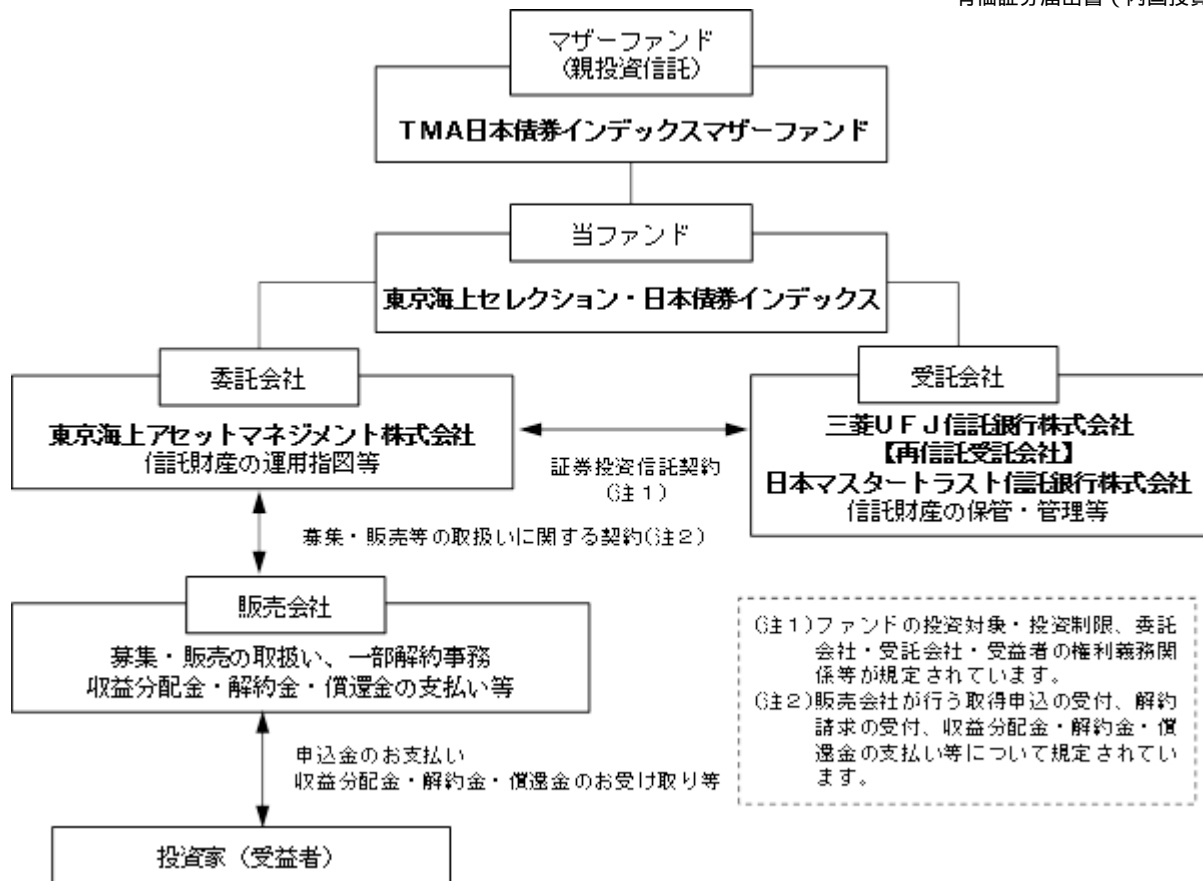 マザーファンド
(親投資信託)
TMA日本債券インデックスマザーファンド
当ファンド
東京海上セレクション・日本債券インデックス
委託会社
東京海上アセットマネジメント株式会社
信託財産の運用指図等
証券投資信託契約
(注1)
受託会社
三菱UFJ信託銀行株式会社
【再信託受託会社】
日本マスタートラスト信託銀行株式会社
信託財産の保管・管理等
募集・販売等の取扱いに関する契約(注2)
販売会社
募集・販売の取扱い、一部解約事務
収益分配金・解約金・償還金の支払い等
(注1)ファンドの投資対象・投資制限、委託
会社・受託会社・受益者の権利義務関
係等が規定されています。
(注2)販売会社が行う取得申込の受付、解約
請求の受付、収益分配金・解約金・償
還金の支払い等について規定されてい
ます。
申込金のお支払い
収益分配金・解約金・償還金のお受け取り等
投資家(受益者)